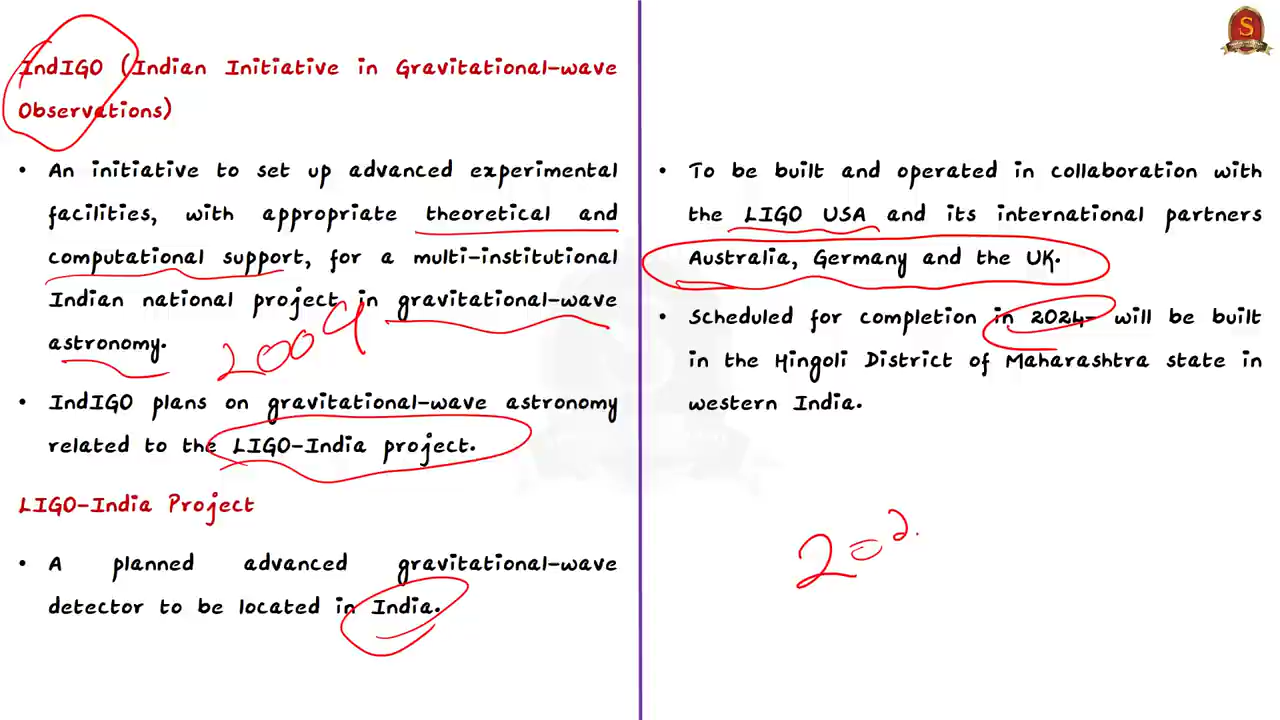 IndIGO (Indian Initiative in Gravitational-wave
Observations)
• An initiative to set up advanced experimental
facilities, with appropriate theoretical and
computational support, for a multi-institutional
Indian national project in gravitational-wave
astronomy.
2009
• IndIGO plans on gravitational-wave astronomy
related to the LIGO-India project.
LIGO-India Project
• A planned advanced gravitational-wave
detector to be located in India.
• To be built and operated in collaboration with
the LIGO USA and its international partners
Australia, Germany and the UK.
• Scheduled for completion in 2024- will be built
in the Hingoli District of Maharashtra state in
western India.
202
S